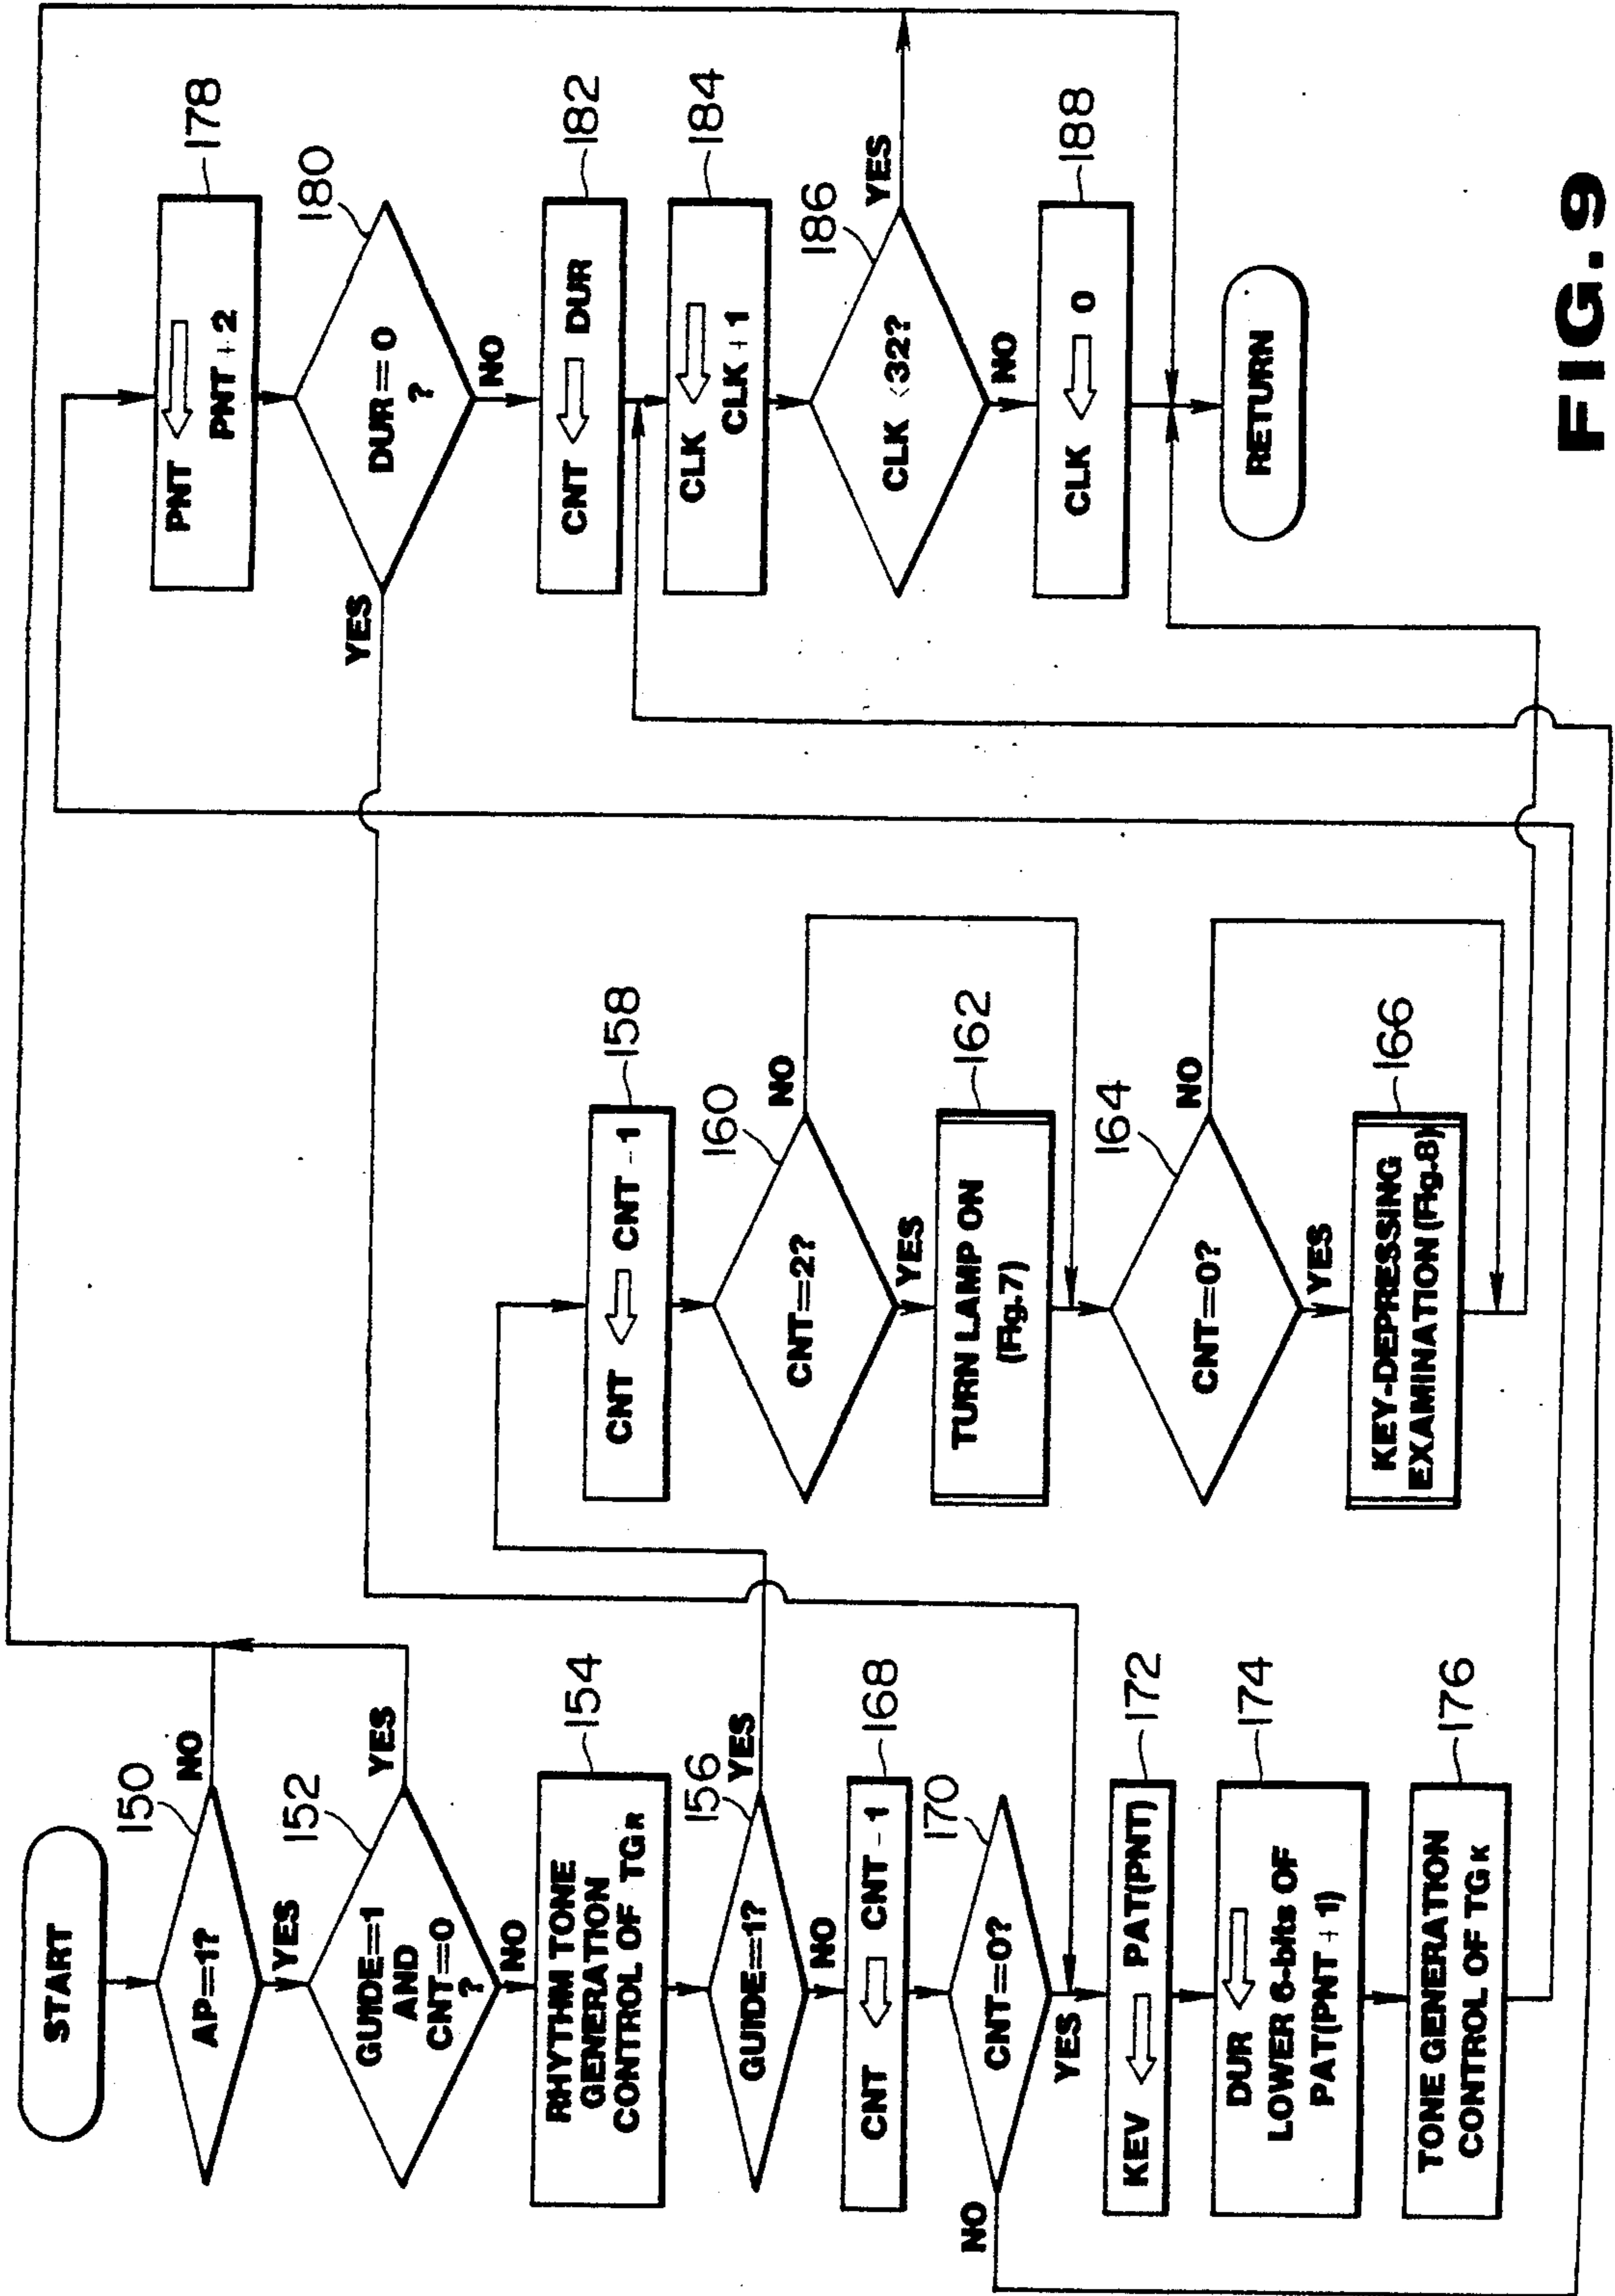 START
150
AP=1?
NO
YES
152
GUIDE=1
AND
CNT=0
?
YES
NO
154
RHYTHM TONE
GENERATION
CONTROL OF TGR
156
GUIDE=1?
YES
NO
168
CNT ⇐ CNT-1
170
CNT=0?
NO
YES
172
KEV ⇐ PAT(PNT)
174
DUR ⇐
LOWER 6-bits OF
PAT(PNT+1)
176
TONE GENERATION
CONTROL OF TGK
158
CNT ⇐ CNT-1
160
CNT=2?
NO
YES
162
TURN LAMP ON
(Fig.7)
164
CNT=0?
NO
YES
166
KEY-DEPRESSING
EXAMINATION (Fig.8)
178
PNT ⇐
PNT+2
180
DUR=0
?
YES
NO
182
CNT ⇐ DUR
184
CLK ⇐
CLK+1
186
CLK <32?
YES
NO
188
CLK ⇐ 0
RETURN
FIG.9